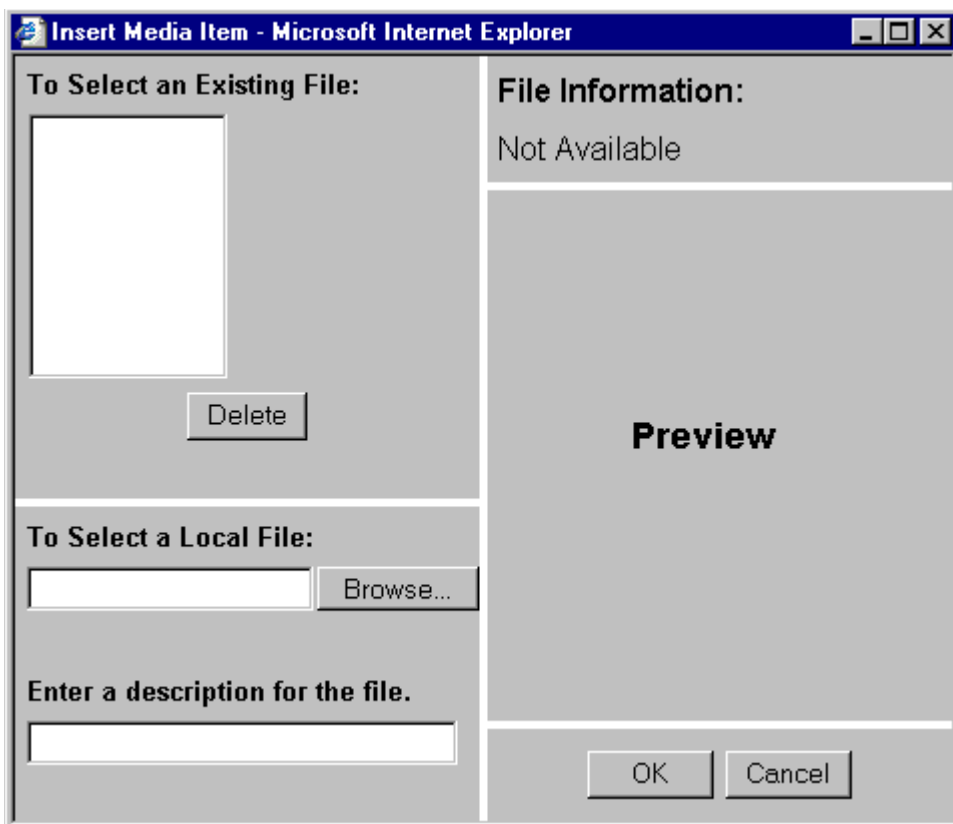 Insert Media Item - Microsoft Internet Explorer
To Select an Existing File:
Delete
To Select a Local File:
Browse...
Enter a description for the file.
File Information:
Not Available
Preview
OK
Cancel